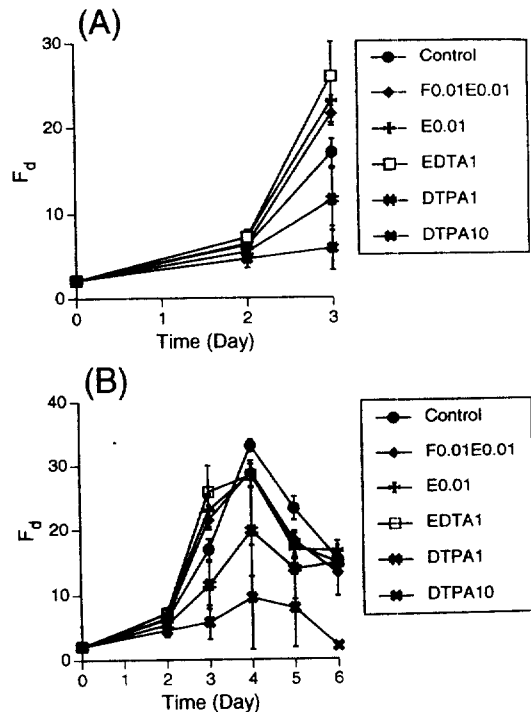 (A)
30
20
10
0
F_d
0
1
2
3
Time (Day)
Control
F0.01E0.01
E0.01
EDTA1
DTPA1
DTPA10
(B)
40
30
20
10
0
F_d
0
1
2
3
4
5
6
Time (Day)
Control
F0.01E0.01
E0.01
EDTA1
DTPA1
DTPA10